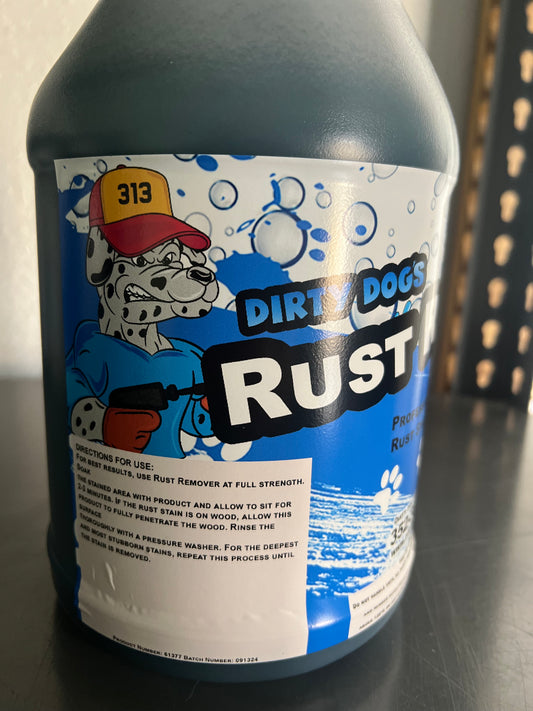 313
DIRTY DOG'S
RUST
DIRECTIONS FOR USE:
FOR BEST RESULTS, USE RUST REMOVER AT FULL STRENGTH.
SOAK
THE STAINED AREA WITH PRODUCT AND ALLOW TO SIT FOR
2-3 MINUTES. IF THE RUST STAIN IS ON WOOD, ALLOW THIS
PRODUCT TO FULLY PENETRATE THE WOOD. RINSE THE
SURFACE
THOROUGHLY WITH A PRESSURE WASHER. FOR THE DEEPEST
AND MOST STUBBORN STAINS, REPEAT THIS PROCESS UNTIL
THE STAIN IS REMOVED.
PRODUCT NUMBER: 61377 BATCH NUMBER: 091324
RUST